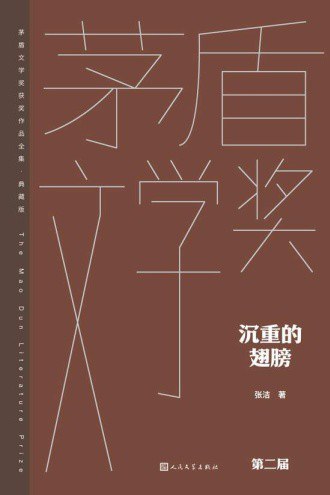 茅盾
文学奖
茅盾文学奖获奖作品全集·典藏版
The Mao Dun Literature Prize
沉重的
翅膀
张洁 著
人民文学出版社
第二届